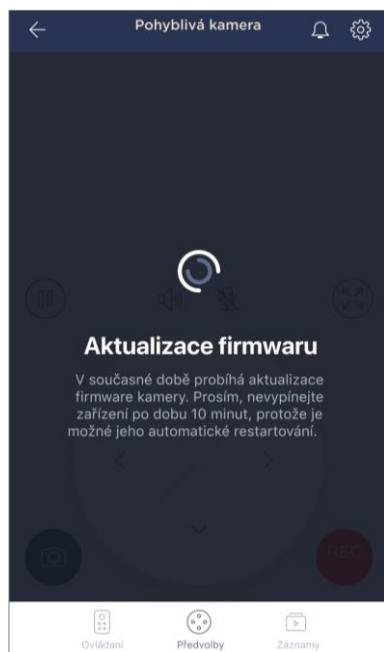 Pohyblivá kamera
Aktualizace firmwaru
V současné době probíhá aktualizace
firmware kamery. Prosím, nevypínejte
zařízení po dobu 10 minut, protože je
možné jeho automatické restartování.
REC
Ovládaní
Předvolby
Záznamy